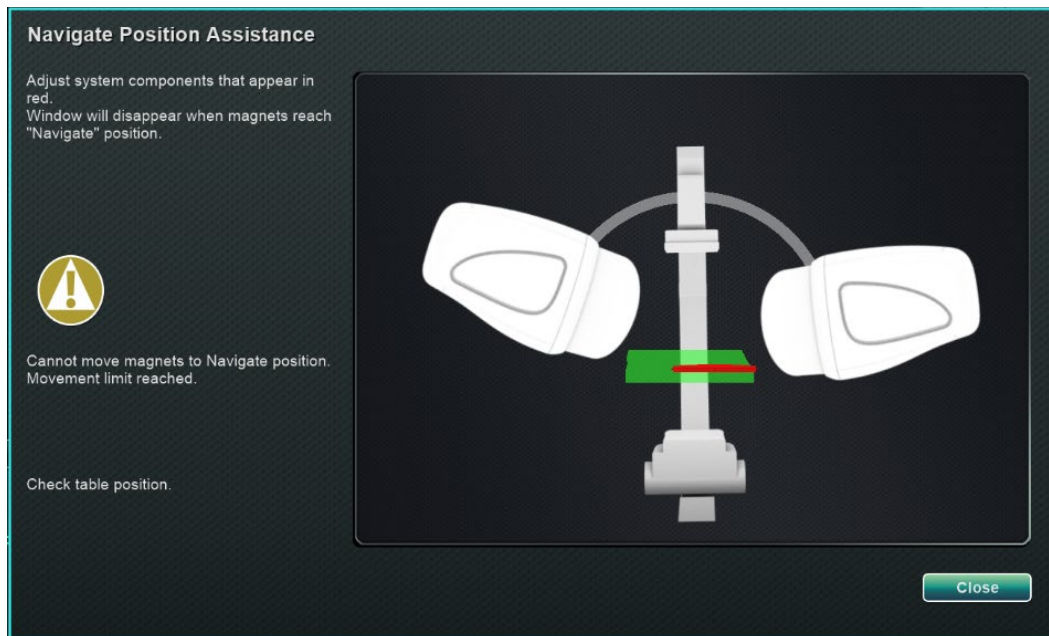 Navigate Position Assistance
Adjust system components that appear in
red.
Window will disappear when magnets reach
"Navigate" position.
Cannot move magnets to Navigate position.
Movement limit reached.
Check table position.
Close